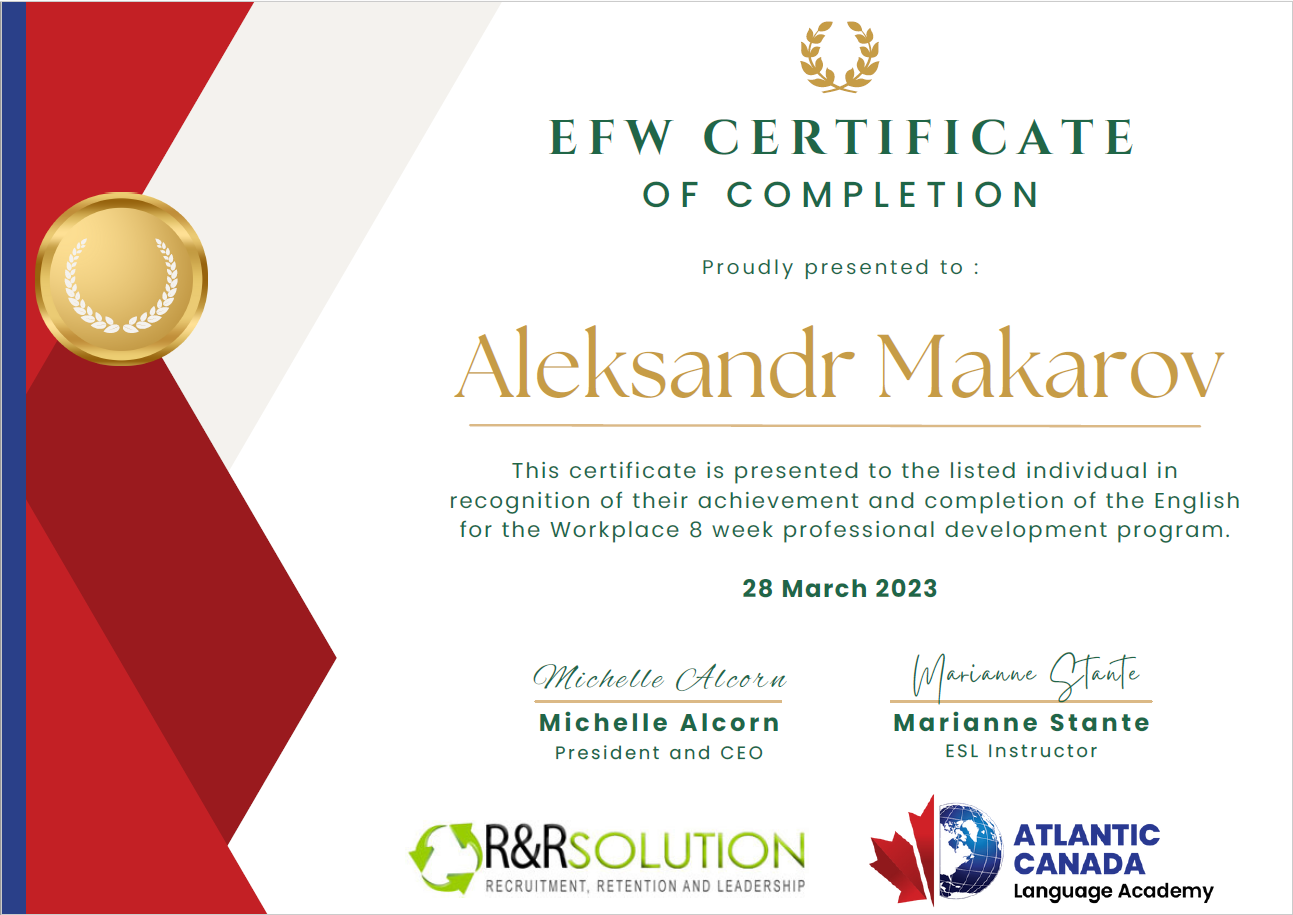 EFW CERTIFICATE
OF COMPLETION
Proudly presented to :
Aleksandr Makarov
This certificate is presented to the listed individual in
recognition of their achievement and completion of the English
for the Workplace 8 week professional development program.
28 March 2023
Michelle Alcorn
Michelle Alcorn
President and CEO
Marianne Stante
Marianne Stante
ESL Instructor
R&RSOLUTION
RECRUITMENT, RETENTION AND LEADERSHIP
ATLANTIC
CANADA
Language Academy